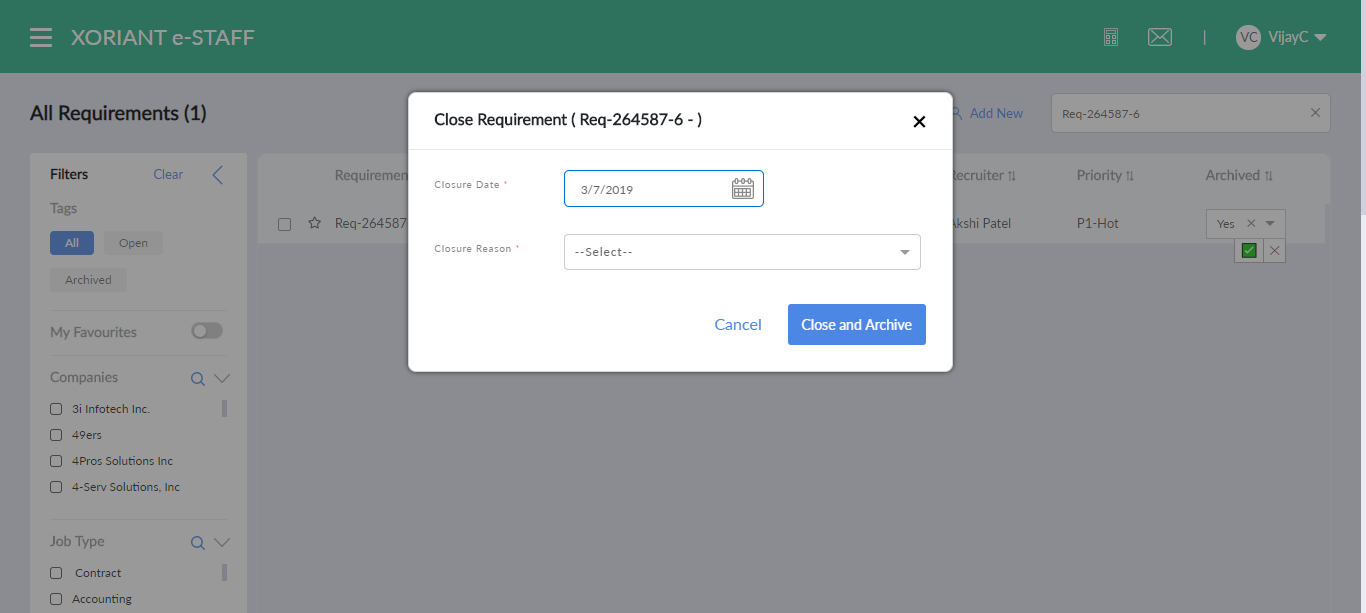 XORIANT e-STAFF
| VC VijayC
All Requirements (1)
Add New
Req-264587-6
Close Requirement ( Req-264587-6 - )
Closure Date *
3/7/2019
Closure Reason *
--Select--
Cancel
Close and Archive
Filters
Clear
Tags
All
Open
Archived
My Favourites
Companies
3i Infotech Inc.
49ers
4Pros Solutions Inc
4-Serv Solutions, Inc
Job Type
Contract
Accounting
Requiremen
Recruiter
Priority
Archived
Req-264587
Akshi Patel
P1-Hot
Yes